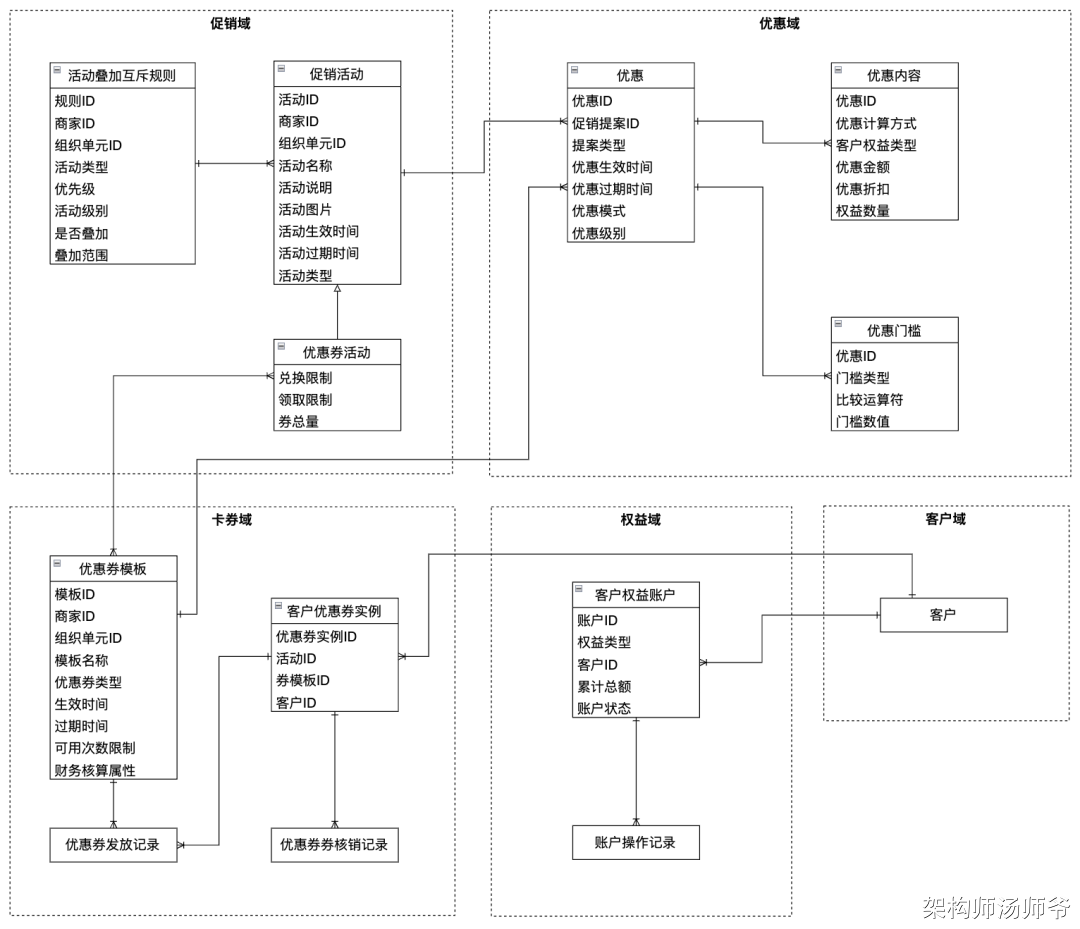 促销域
活动叠加互斥规则
规则ID
商家ID
组织单元ID
活动类型
优先级
活动级别
是否叠加
叠加范围
促销活动
活动ID
商家ID
组织单元ID
活动名称
活动说明
活动图片
活动生效时间
活动过期时间
活动类型
优惠券活动
兑换限制
领取限制
券总量
优惠域
优惠
优惠ID
促销提案ID
提案类型
优惠生效时间
优惠过期时间
优惠模式
优惠级别
优惠内容
优惠ID
优惠计算方式
客户权益类型
优惠金额
优惠折扣
权益数量
优惠门槛
优惠ID
门槛类型
比较运算符
门槛数值
卡券域
优惠券模板
模板ID
商家ID
组织单元ID
模板名称
优惠券类型
生效时间
过期时间
可用次数限制
财务核算属性
优惠券发放记录
客户优惠券实例
优惠券实例ID
活动ID
券模板ID
客户ID
优惠券券核销记录
权益域
客户权益账户
账户ID
权益类型
客户ID
累计总额
账户状态
账户操作记录
客户域
客户
架构师汤师爷